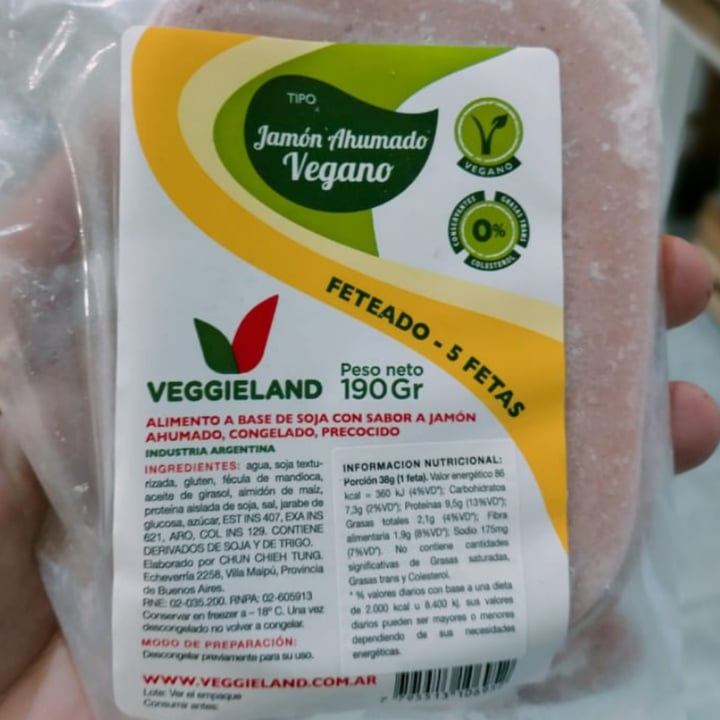 TIPO
Jamón Ahumado
Vegano
VEGANO
CONSERVANTES
GRASAS TRANS
0%
COLESTEROL
FETEADO - 5 FETAS
VEGGIELAND
Peso neto
190Gr
ALIMENTO A BASE DE SOJA CON SABOR A JAMÓN
AHUMADO, CONGELADO, PRECOCIDO
INDUSTRIA ARGENTINA
INGREDIENTES: agua, soja textu-
rizada, gluten, fécula de mandioca,
aceite de girasol, almidón de maíz,
proteína aislada de soja, sal, jarabe de
glucosa, azúcar, EST INS 407, EXA INS
621, ARO, COL INS 129. CONTIENE
DERIVADOS DE SOJA Y DE TRIGO.
Elaborado por CHUN CHIEH TUNG.
Echeverría 2258, Villa Maipú, Provincia
de Buenos Aires.
RNE: 02-035.200. RNPA: 02-605913
Conservar en freezer a - 18° C. Una vez
descongelado no volver a congelar.
MODO DE PREPARACIÓN:
Descongelar previamente para su uso.
WWW.VEGGIELAND.COM.AR
Lote: Ver el empaque
Consumir antes:
INFORMACION NUTRICIONAL:
Porción 38g (1 feta). Valor energético 86
kcal = 360 kJ (4%VD*); Carbohidratos
7,3g (2%VD*); Proteínas 9,5g (13%VD*);
Grasas totales 2,1g (4%VD*); Fibra
alimentaria 1,9g (8%VD*); Sodio 175mg
(7%VD*). No contiene cantidades
significativas de Grasas saturadas,
Grasas trans y Colesterol.
* % valores diarios con base a una dieta
de 2.000 kcal u 8.400 kj. sus valores
diarios pueden ser mayores o menores
dependiendo de sus necesidades
energéticas.